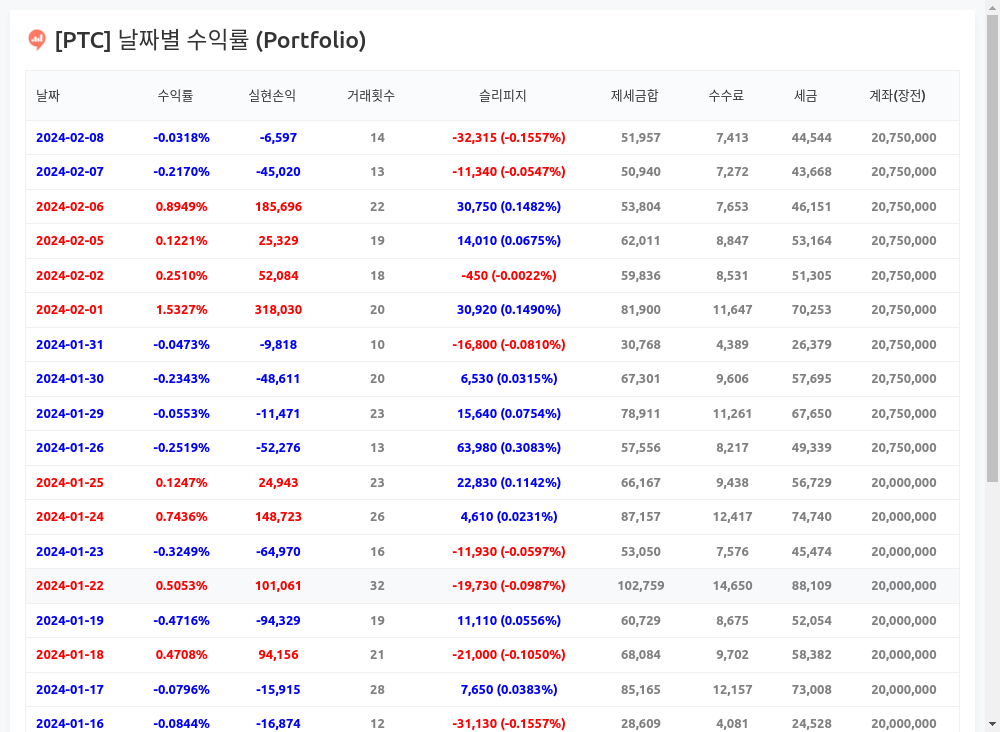 [PTC] 날짜별 수익률 (Portfolio)
날짜 수익률 실현손익 거래횟수 슬리피지 제세금합 수수료 세금 계좌(장전)
2024-02-08 -0.0318% -6,597 14 -32,315 (-0.1557%) 51,957 7,413 44,544 20,750,000
2024-02-07 -0.2170% -45,020 13 -11,340 (-0.0547%) 50,940 7,272 43,668 20,750,000
2024-02-06 0.8949% 185,696 22 30,750 (0.1482%) 53,804 7,653 46,151 20,750,000
2024-02-05 0.1221% 25,329 19 14,010 (0.0675%) 62,011 8,847 53,164 20,750,000
2024-02-02 0.2510% 52,084 18 -450 (-0.0022%) 59,836 8,531 51,305 20,750,000
2024-02-01 1.5327% 318,030 20 30,920 (0.1490%) 81,900 11,647 70,253 20,750,000
2024-01-31 -0.0473% -9,818 10 -16,800 (-0.0810%) 30,768 4,389 26,379 20,750,000
2024-01-30 -0.2343% -48,611 20 6,530 (0.0315%) 67,301 9,606 57,695 20,750,000
2024-01-29 -0.0553% -11,471 23 15,640 (0.0754%) 78,911 11,261 67,650 20,750,000
2024-01-26 -0.2519% -52,276 13 63,980 (0.3083%) 57,556 8,217 49,339 20,750,000
2024-01-25 0.1247% 24,943 23 22,830 (0.1142%) 66,167 9,438 56,729 20,000,000
2024-01-24 0.7436% 148,723 26 4,610 (0.0231%) 87,157 12,417 74,740 20,000,000
2024-01-23 -0.3249% -64,970 16 -11,930 (-0.0597%) 53,050 7,576 45,474 20,000,000
2024-01-22 0.5053% 101,061 32 -19,730 (-0.0987%) 102,759 14,650 88,109 20,000,000
2024-01-19 -0.4716% -94,329 19 11,110 (0.0556%) 60,729 8,675 52,054 20,000,000
2024-01-18 0.4708% 94,156 21 -21,000 (-0.1050%) 68,084 9,702 58,382 20,000,000
2024-01-17 -0.0796% -15,915 28 7,650 (0.0383%) 85,165 12,157 73,008 20,000,000
2024-01-16 -0.0844% -16,874 12 -31,130 (-0.1557%) 28,609 4,081 24,528 20,000,000